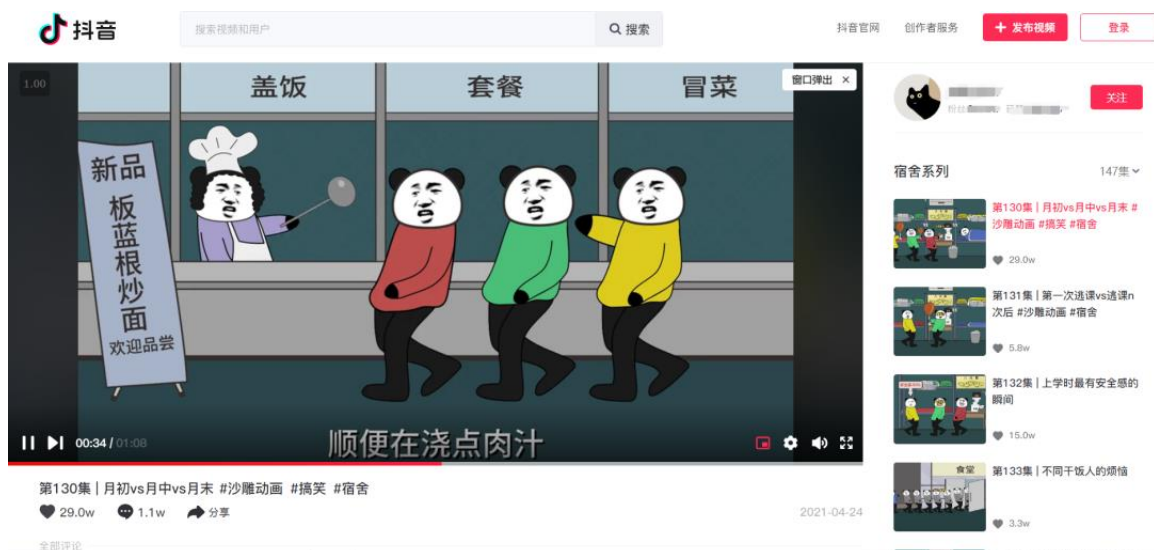 抖音
搜索视频和用户
搜索
抖音官网
创作者服务
发布视频
登录
1.00
盖饭
套餐
冒菜
窗口弹出 ×
新品
板蓝根炒面
欢迎品尝
顺便在浇点肉汁
00:34 / 01:08
第130集 | 月初vs月中vs月末 #沙雕动画 #搞笑 #宿舍
29.0w
1.1w
分享
2021-04-24
全部评论
粉丝
关注
宿舍系列
147集
第130集 | 月初vs月中vs月末 #
沙雕动画 #搞笑 #宿舍
29.0w
第131集 | 第一次逃课vs逃课n
次后 #沙雕动画 #宿舍
5.8w
第132集 | 上学时最有安全感的
瞬间
15.0w
食堂
第133集 | 不同干饭人的烦恼
3.3w